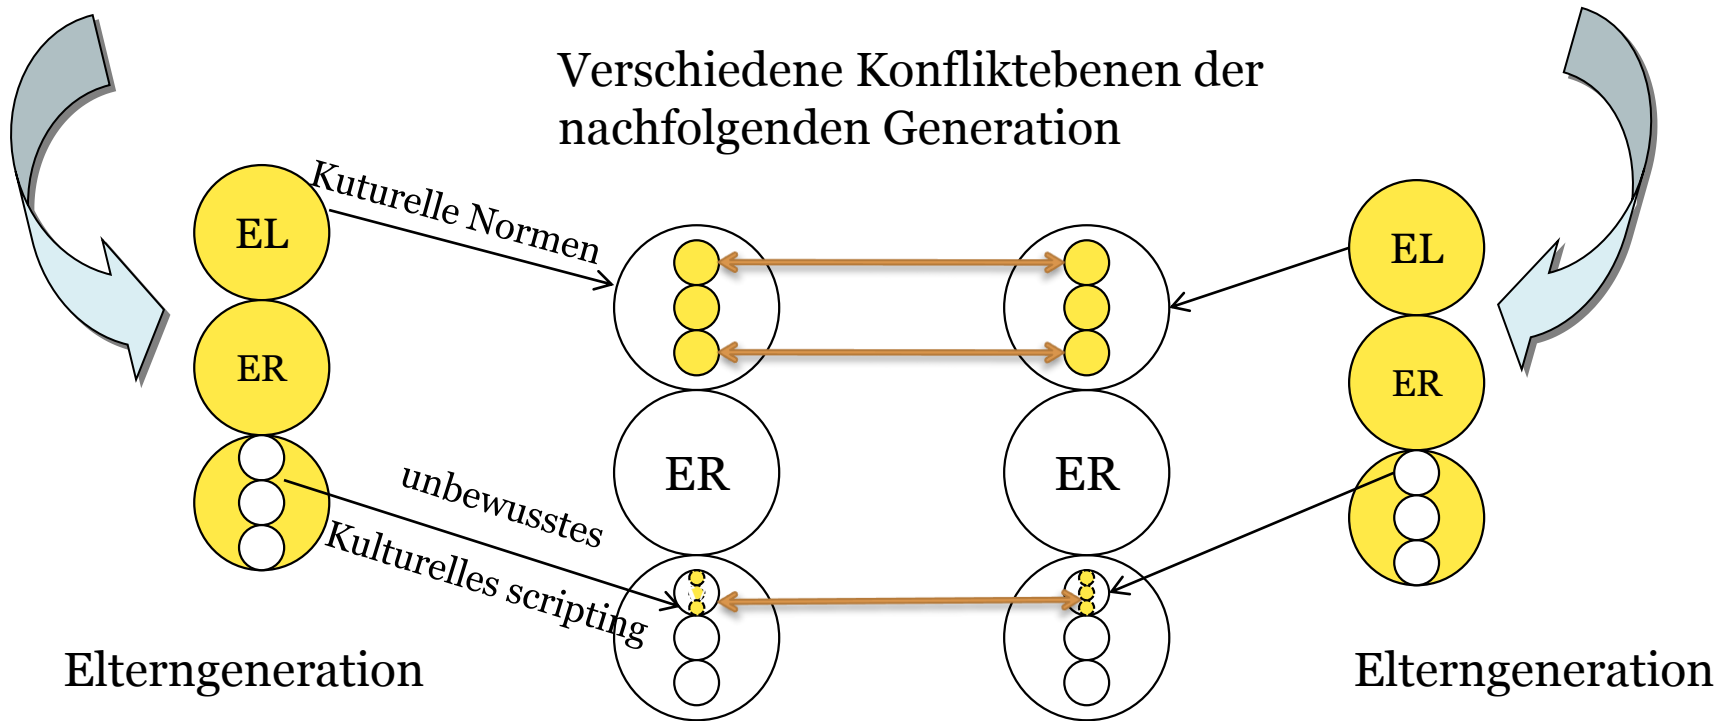 Verschiedene Konfliktebenen der
nachfolgenden Generation
Kuturelle Normen
EL
EL
ER
ER
ER
ER
unbewusstes
Kulturelles scripting
Elterngeneration
Elterngeneration